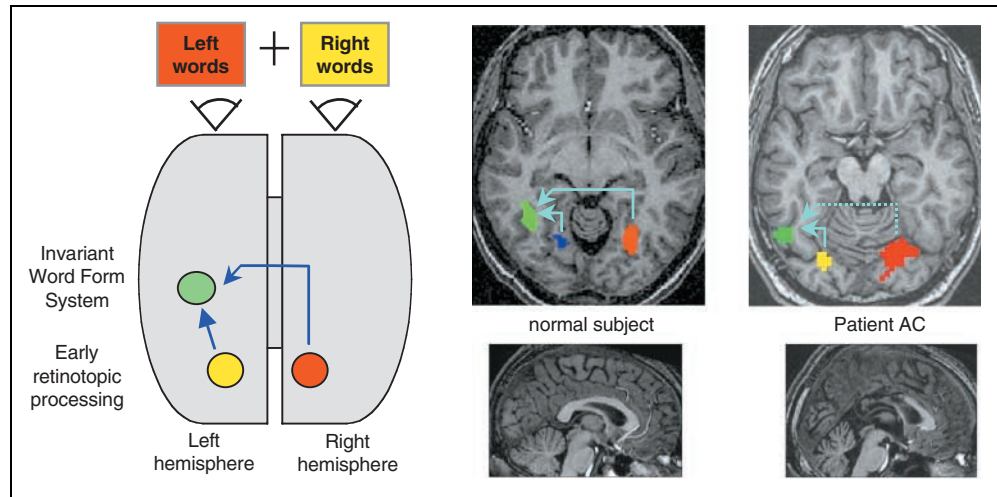 Left
words
+
Right
words
Invariant
Word Form
System
Early
retinotopic
processing
Left
hemisphere
Right
hemisphere
normal subject
Patient AC